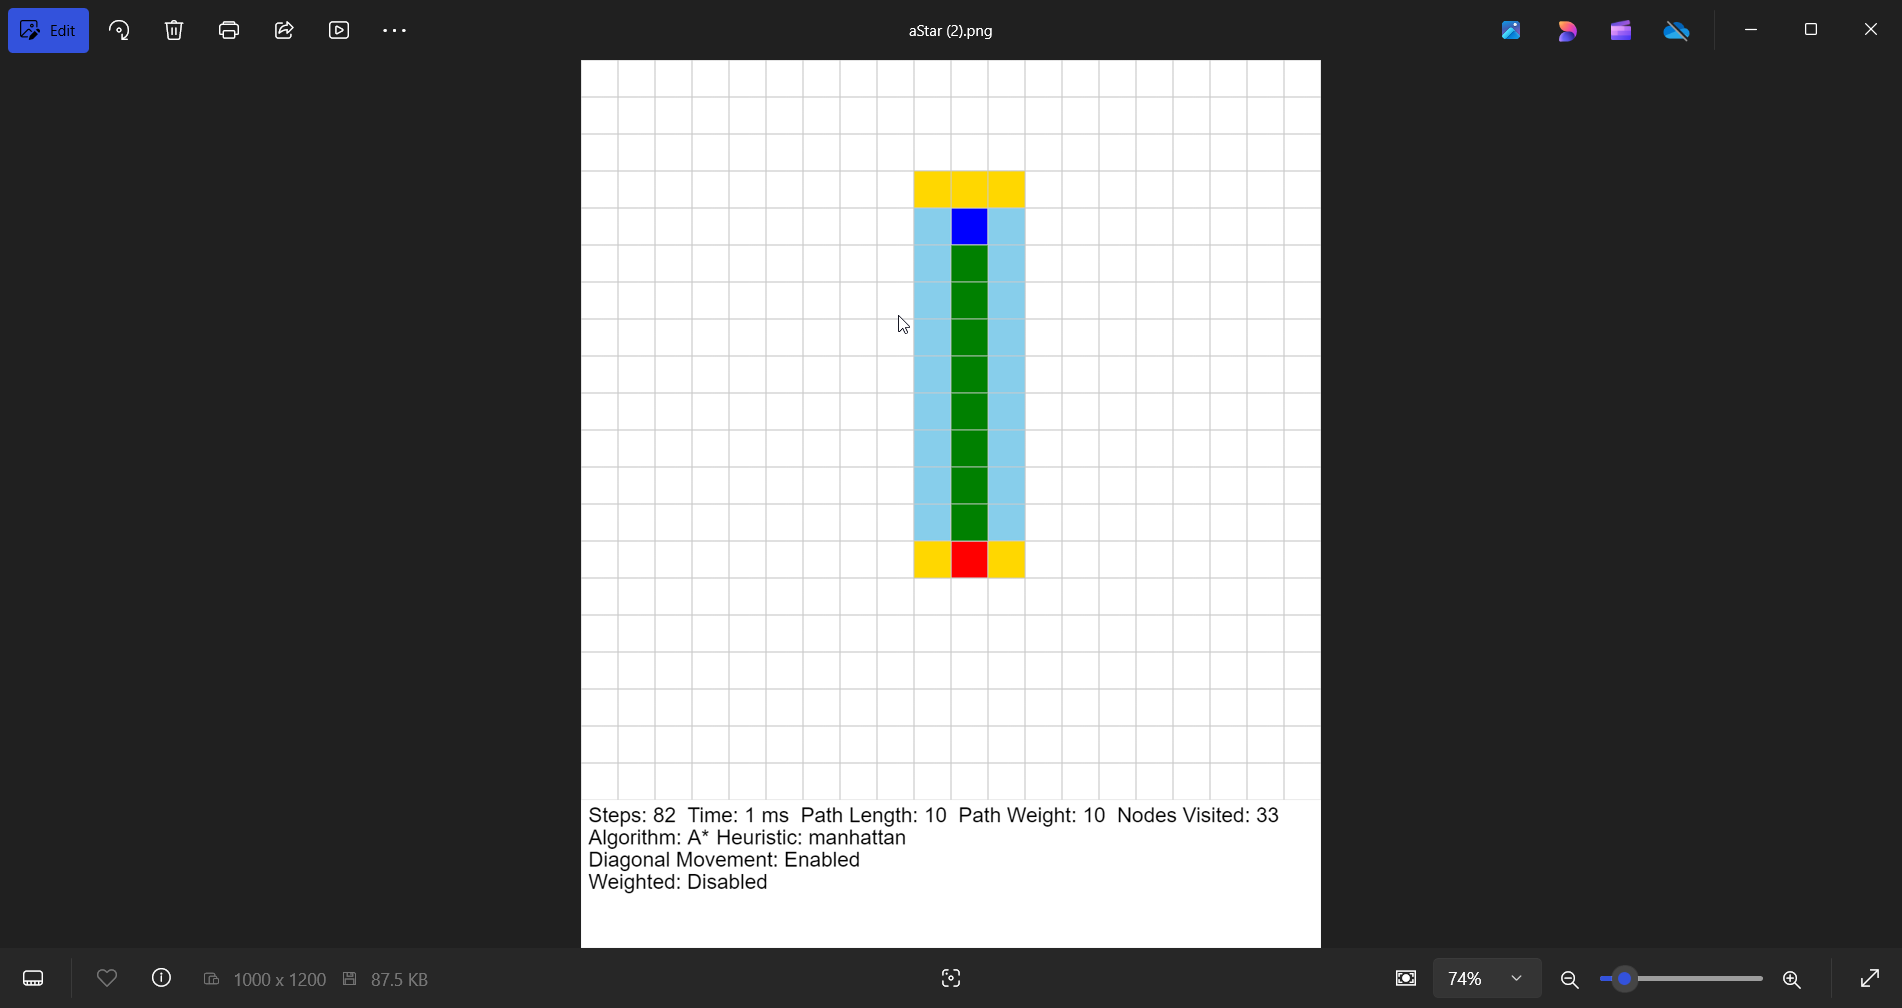 Edit
aStar (2).png
Steps: 82 Time: 1 ms Path Length: 10 Path Weight: 10 Nodes Visited: 33
Algorithm: A* Heuristic: manhattan
Diagonal Movement: Enabled
Weighted: Disabled
1000 x 1200 87.5 KB
74%